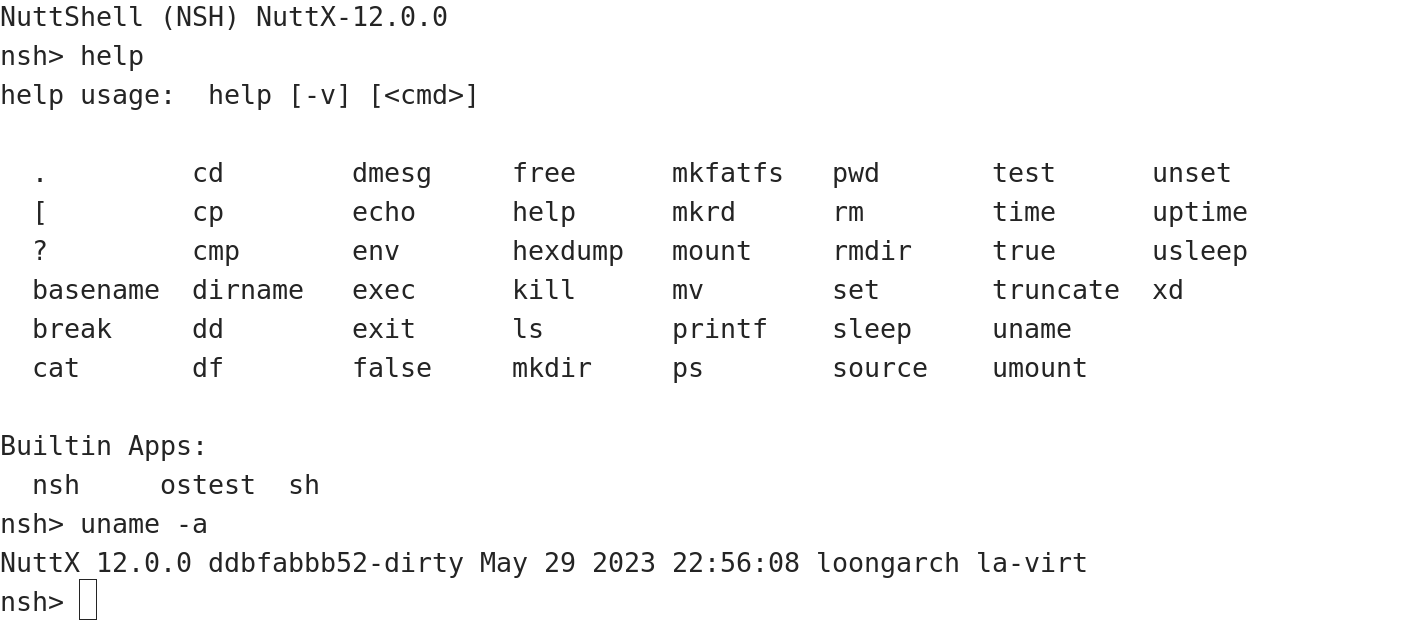 NuttShell (NSH) NuttX-12.0.0
nsh> help
help usage:  help [-v] [<cmd>]

  .         cd        dmesg     free      mkfatfs   pwd       test      unset
  [         cp        echo      help      mkrd      rm        time      uptime
  ?         cmp       env       hexdump   mount     rmdir     true      usleep
  basename  dirname   exec      kill      mv        set       truncate  xd
  break     dd        exit      ls        printf    sleep     uname
  cat       df        false     mkdir     ps        source    umount

Builtin Apps:
  nsh     ostest  sh
nsh> uname -a
NuttX 12.0.0 ddbfabbb52-dirty May 29 2023 22:56:08 loongarch la-virt
nsh>